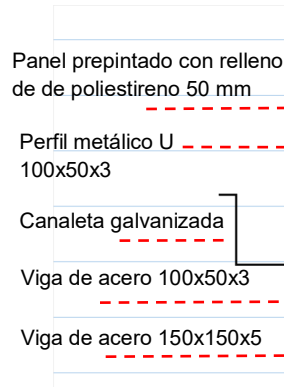 Panel prepintado con relleno
de de poliestireno 50 mm
Perfil metálico U
100x50x3
Canaleta galvanizada
Viga de acero 100x50x3
Viga de acero 150x150x5